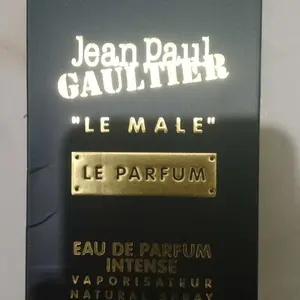 Jean Paul
GAULTIER
"LE MALE"
LE PARFUM
EAU DE PARFUM
INTENSE
VAPORISATEUR
NATURAL SPRAY